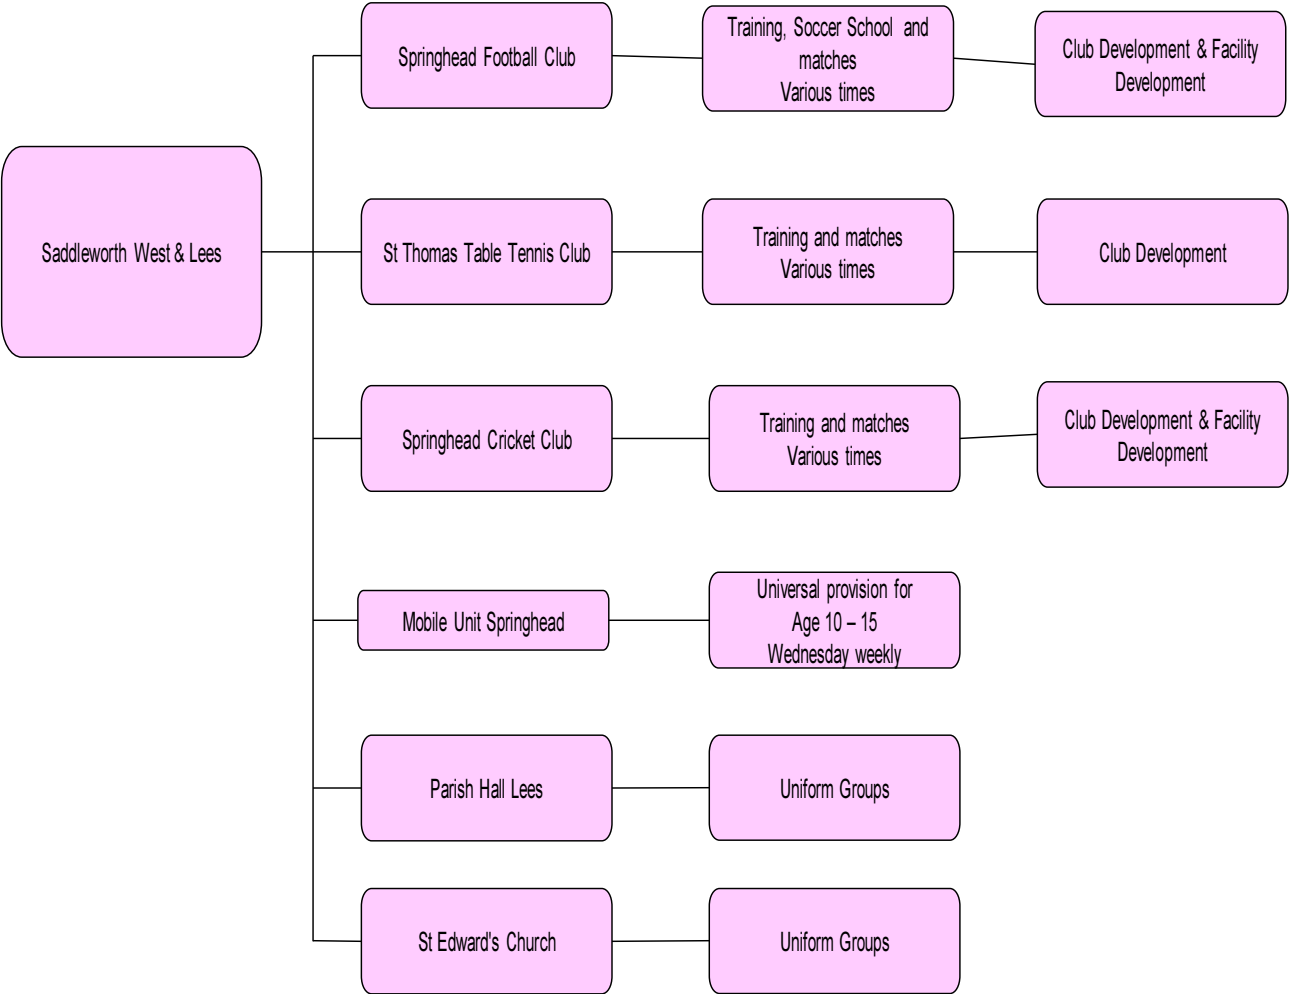 Springhead Football Club
Training, Soccer School and
matches
Various times
Club Development & Facility
Development
Saddleworth West & Lees
St Thomas Table Tennis Club
Training and matches
Various times
Club Development
Springhead Cricket Club
Training and matches
Various times
Club Development & Facility
Development
Mobile Unit Springhead
Universal provision for
Age 10 – 15
Wednesday weekly
Parish Hall Lees
Uniform Groups
St Edward's Church
Uniform Groups